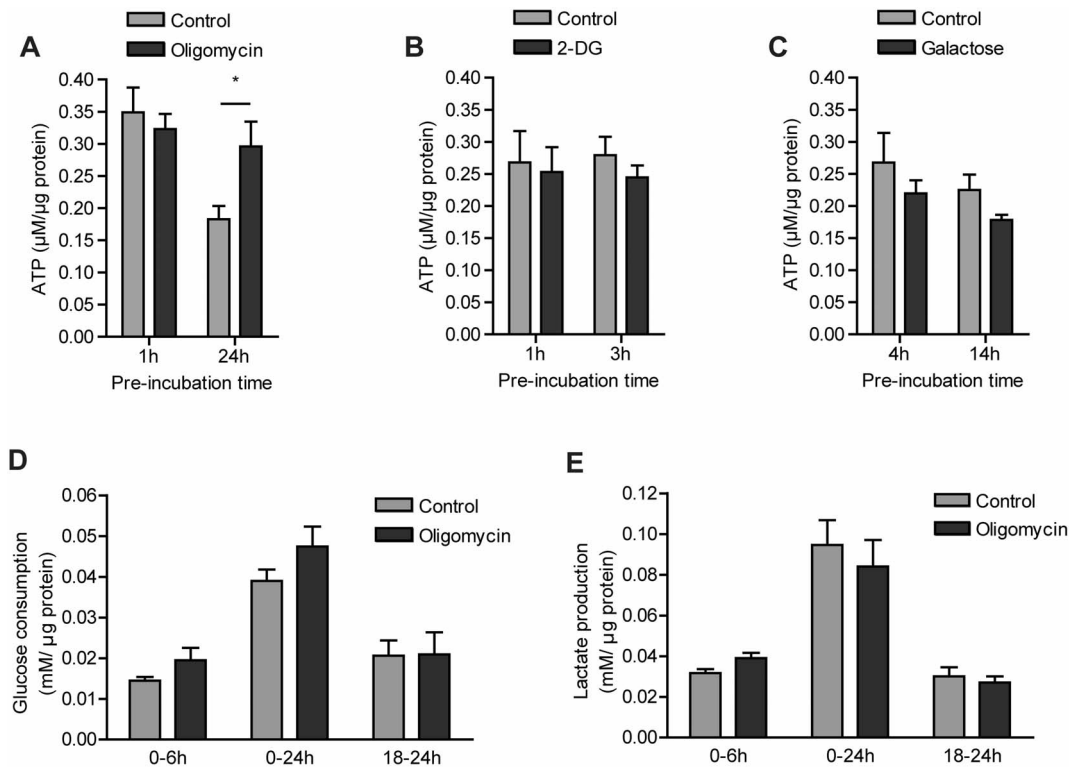 A
Control
Oligomycin
*
ATP (µM/µg protein)
0.40
0.35
0.30
0.25
0.20
0.15
0.10
0.05
0.00
1h
24h
Pre-incubation time
B
Control
2-DG
ATP (µM/µg protein)
0.40
0.35
0.30
0.25
0.20
0.15
0.10
0.05
0.00
1h
3h
Pre-incubation time
C
Control
Galactose
ATP (µM/µg protein)
0.40
0.35
0.30
0.25
0.20
0.15
0.10
0.05
0.00
4h
14h
Pre-incubation time
D
Control
Oligomycin
Glucose consumption
(mM/ µg protein)
0.06
0.05
0.04
0.03
0.02
0.01
0.00
0-6h
0-24h
18-24h
E
Control
Oligomycin
Lactate production
(mM/ µg protein)
0.12
0.10
0.08
0.06
0.04
0.02
0.00
0-6h
0-24h
18-24h